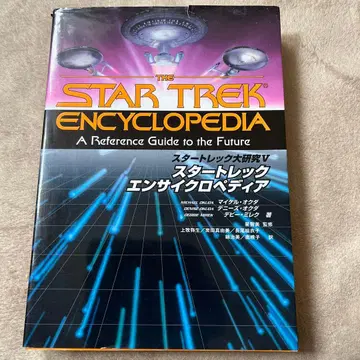 THE
STAR TREK®
ENCYCLOPEDIA
A Reference Guide to the Future
スタートレック大研究V
スタートレック
エンサイクロペディア
MICHAEL OKUDA マイケル・オクダ
DENISE OKUDA デニース・オクダ
DEBBIE MIREK デビー・ミレク 著